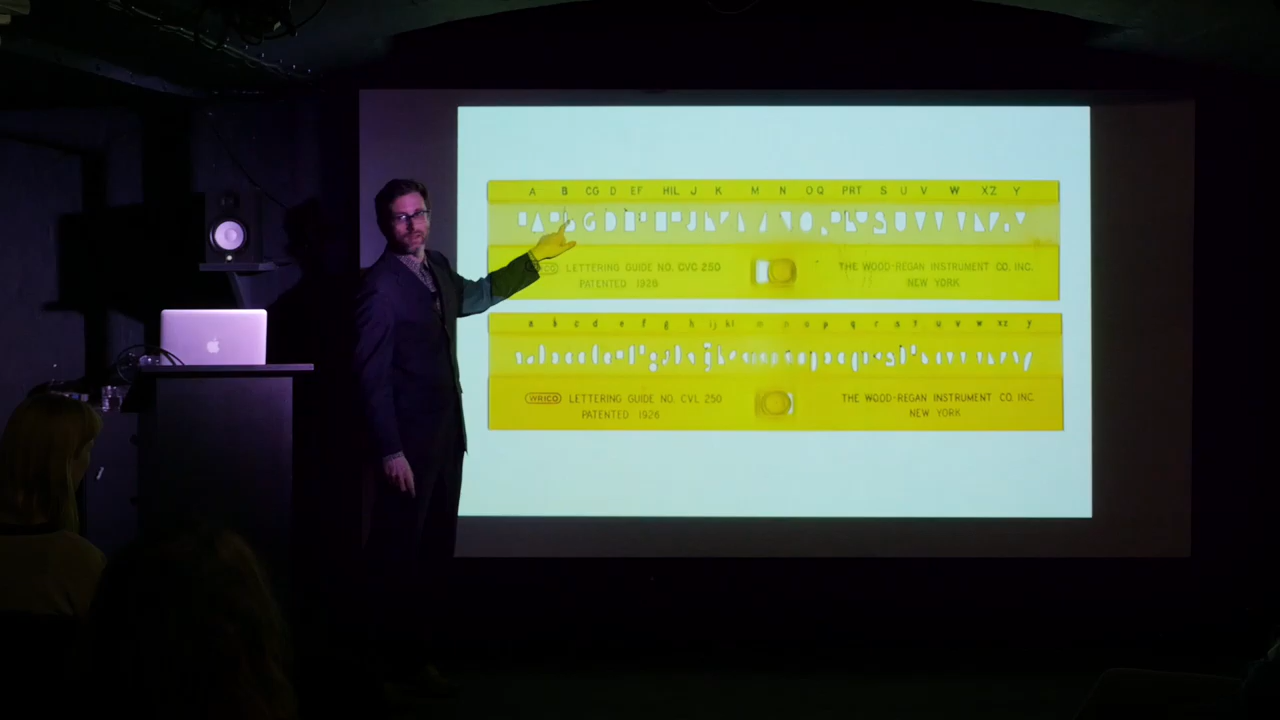 A B CG D EF HIL J K M N OQ PRT S U V W XZ Y
LETTERING GUIDE NO. CVC 250
PATENTED 1926
THE WOOD-REGAN INSTRUMENT CO. INC.
NEW YORK
a b c d e f g h ij kl m n o p q r s t u v w xz y
WRICO LETTERING GUIDE NO. CVL 250
PATENTED 1926
THE WOOD-REGAN INSTRUMENT CO. INC.
NEW YORK